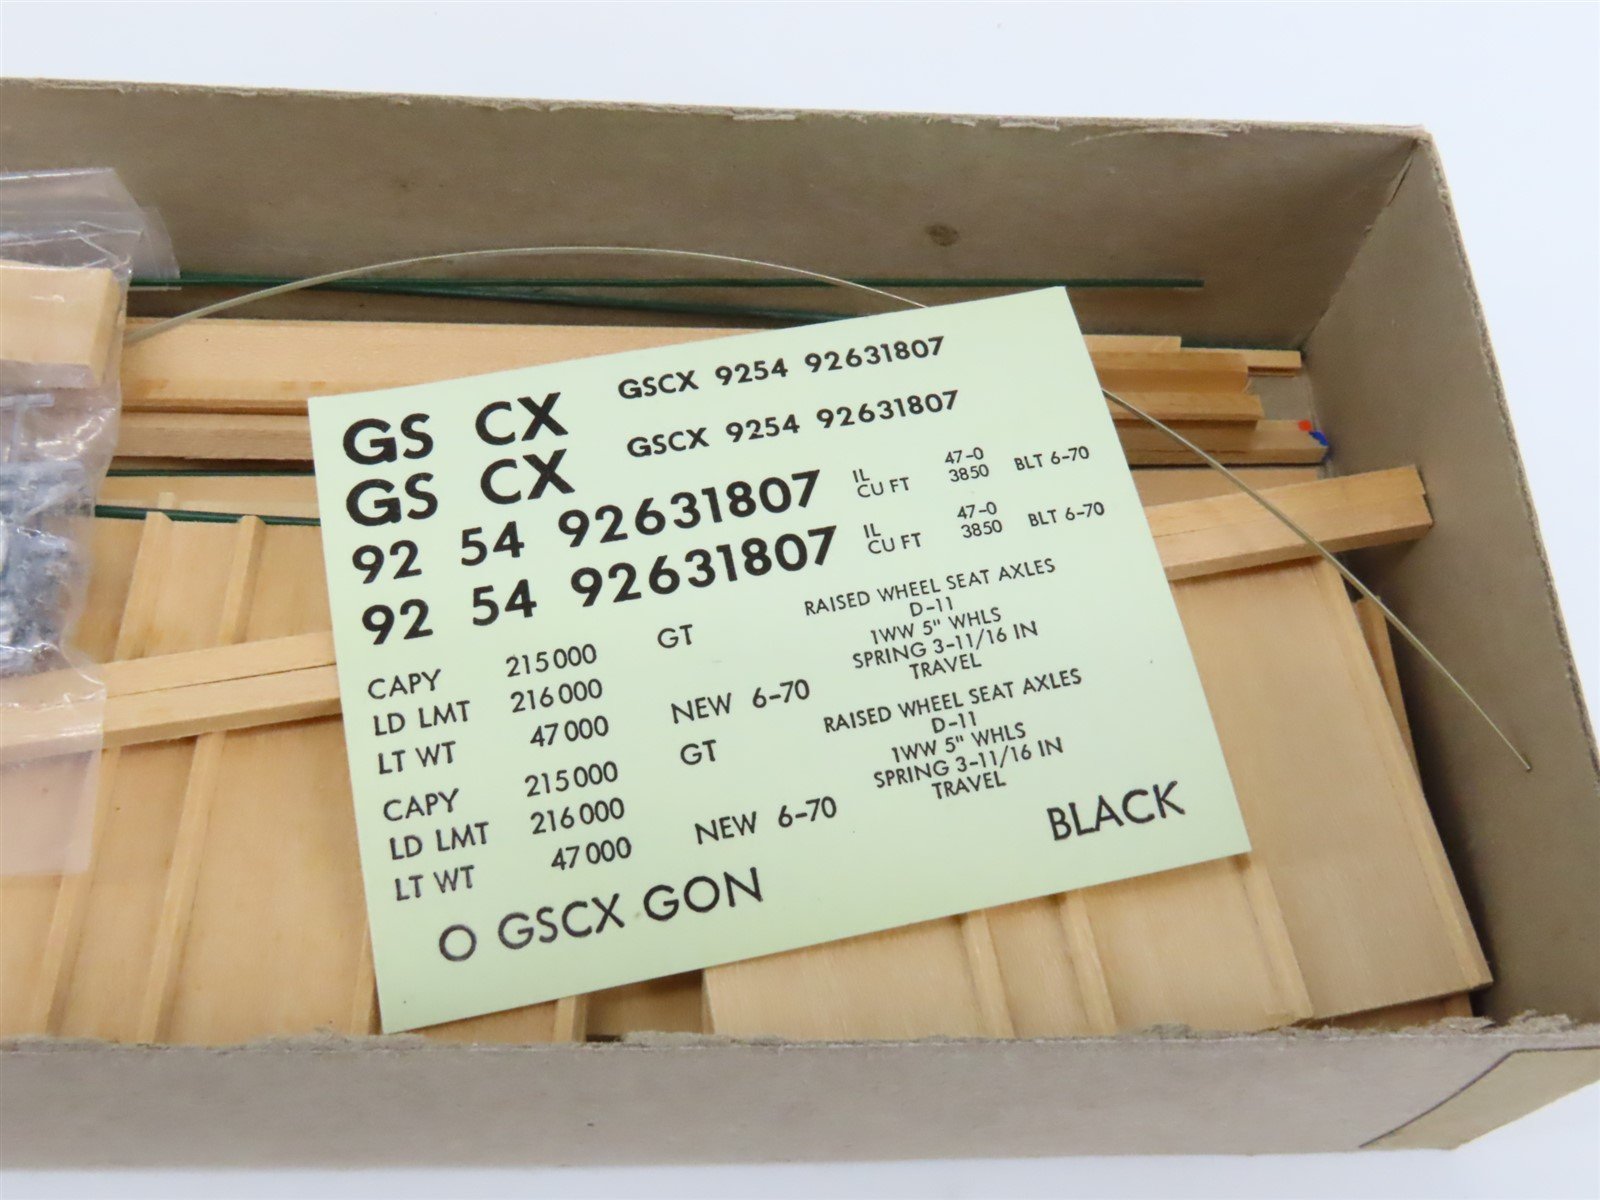 GS CX GSCX 9254 92631807
GS CX GSCX 9254 92631807
92 54 92631807 IL 47-0 BLT 6-70
CU FT 3850
92 54 92631807 IL 47-0 BLT 6-70
CU FT 3850
CAPY 215000 GT RAISED WHEEL SEAT AXLES
D-11
LD LMT 216000 1WW 5" WHLS
SPRING 3-11/16 IN
LT WT 47000 NEW 6-70 TRAVEL
CAPY 215000 GT RAISED WHEEL SEAT AXLES
D-11
LD LMT 216000 1WW 5" WHLS
SPRING 3-11/16 IN
LT WT 47000 NEW 6-70 TRAVEL
O GSCX GON BLACK